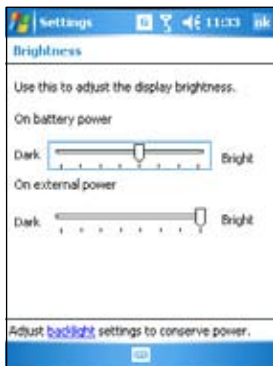 Settings 11:33 ok
Brightness
Use this to adjust the display brightness.
On battery power
Dark Bright
On external power
Dark Bright
Adjust backlight settings to conserve power.